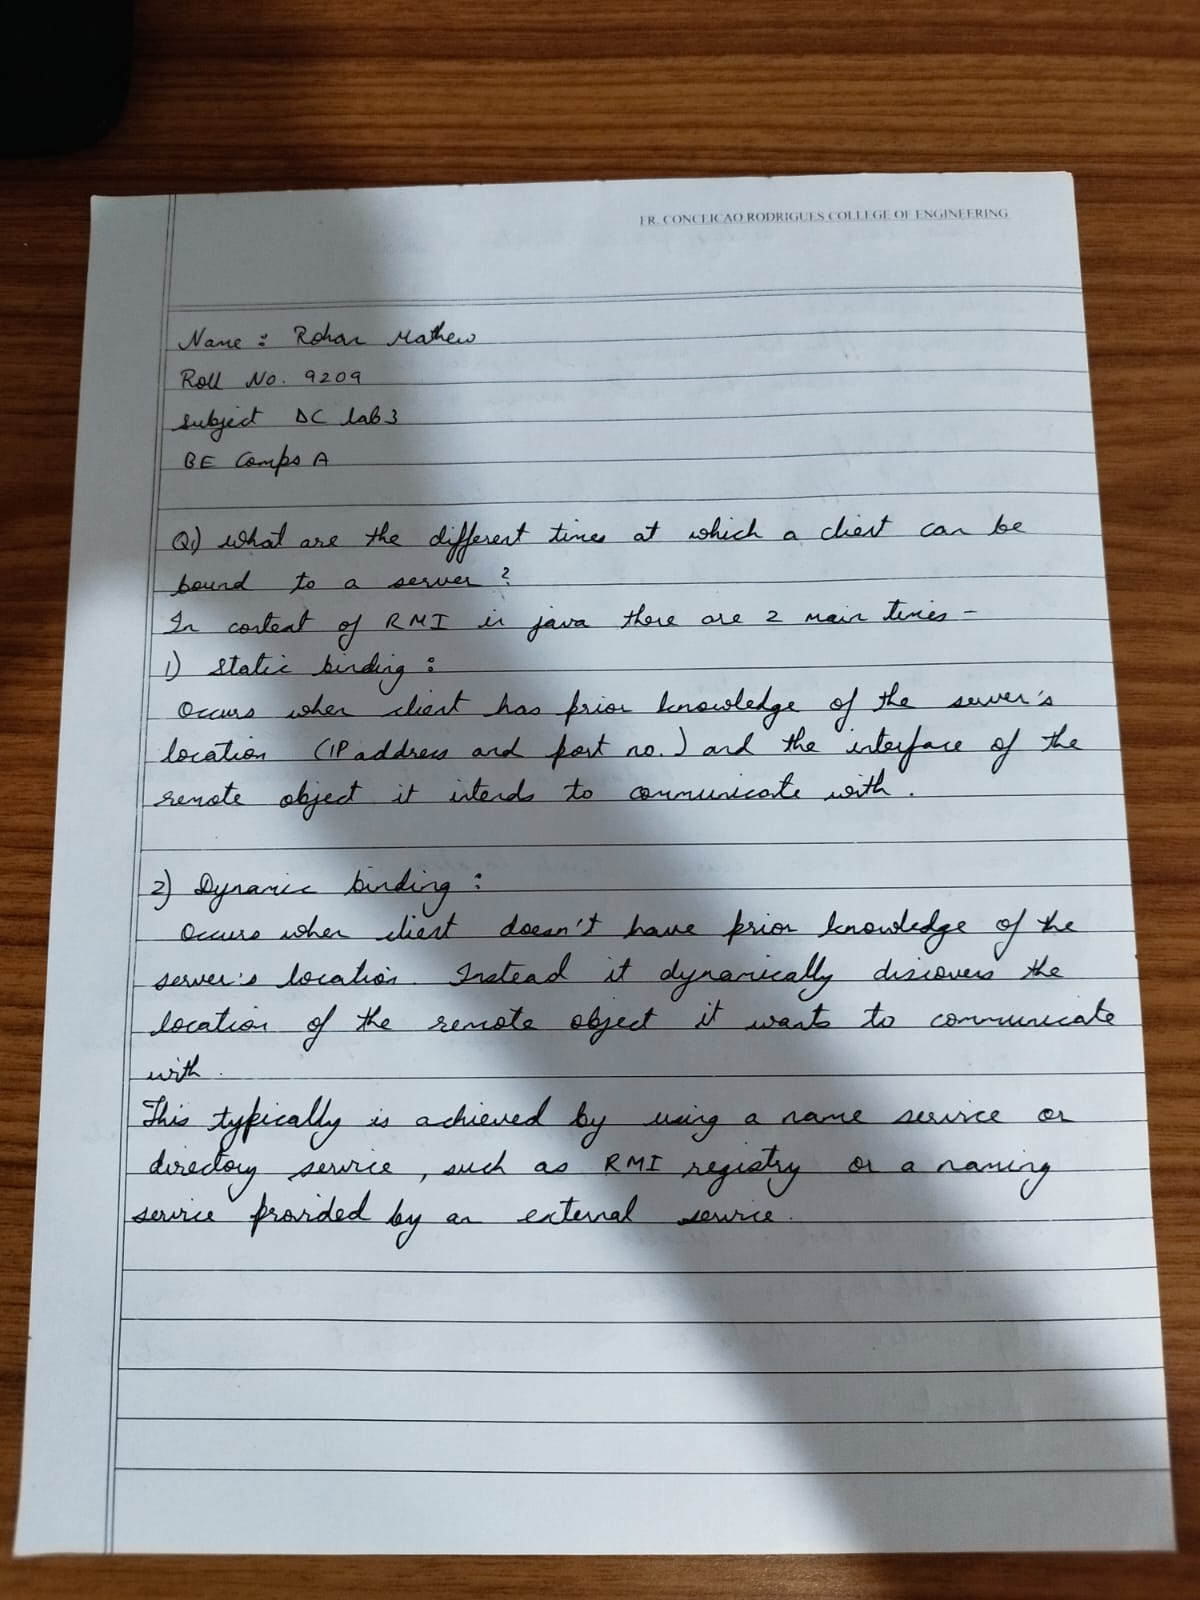 FR. CONCEICAO RODRIGUES COLLEGE OF ENGINEERING
Name : Rohan Mathew
Roll No. 9209
subject DC lab 3
BE Comps A
Q1) what are the different times at which a client can be
bound to a server ?
In context of RMI in java there are 2 main times -
1) Static binding :
Occurs when client has prior knowledge of the server's
location (IP address and port no.) and the interface of the
remote object it intends to communicate with .
2) Dynamic binding :
Occurs when client doesn't have prior knowledge of the
server's location. Instead it dynamically discovers the
location of the remote object it wants to communicate
with .
This typically is achieved by using a name service or
directory service , such as RMI registry or a naming
service provided by an external service .